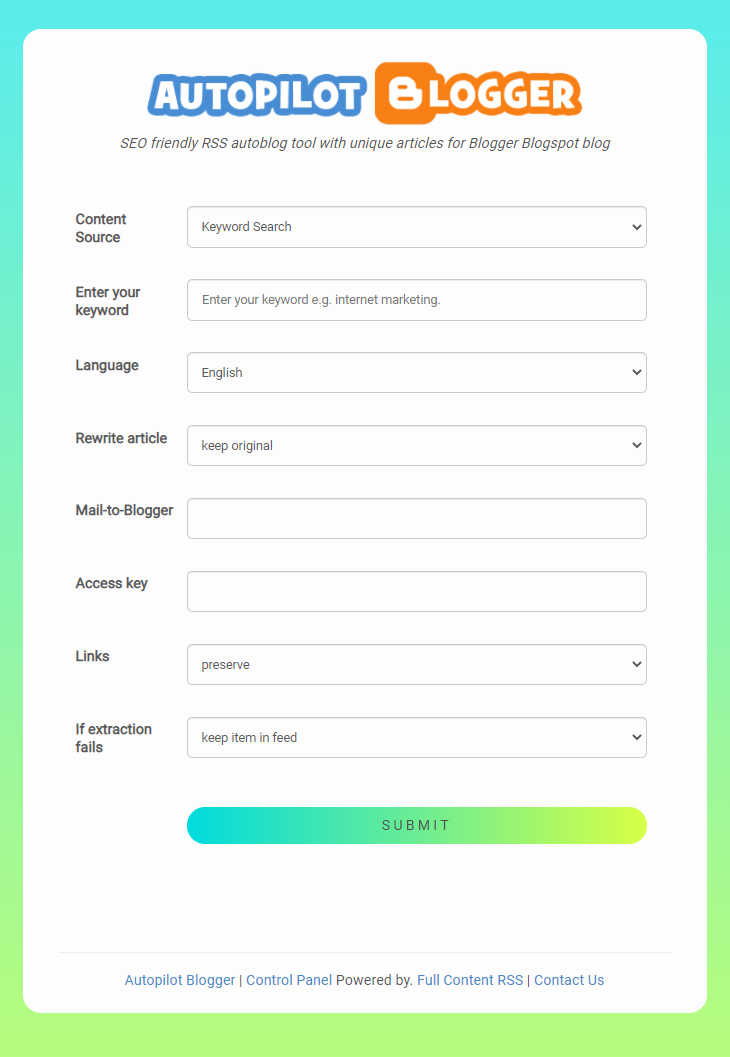 AUTOPILOT BLOGGER
SEO friendly RSS autoblog tool with unique articles for Blogger Blogspot blog
Content
Source
Keyword Search
Enter your
keyword
Enter your keyword e.g. internet marketing.
Language
English
Rewrite article
keep original
Mail-to-Blogger
Access key
Links
preserve
If extraction
fails
keep item in feed
SUBMIT
Autopilot Blogger | Control Panel Powered by. Full Content RSS | Contact Us